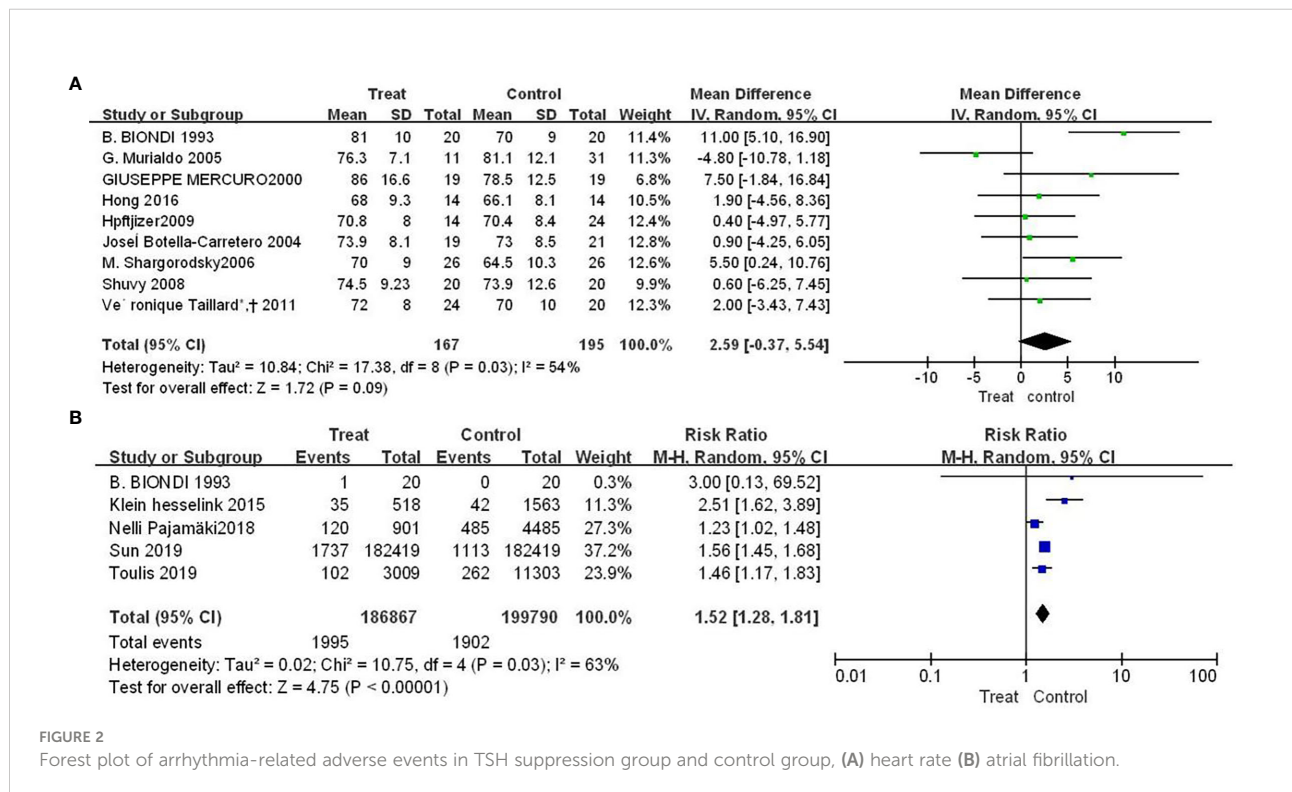 A
Treat Control Mean Difference Mean Difference
Study or Subgroup Mean SD Total Mean SD Total Weight IV, Random, 95% CI IV, Random, 95% CI
B. BIONDI 1993 81 10 20 70 9 20 11.4% 11.00 [5.10, 16.90]
G. Murialdo 2005 76.3 7.1 11 81.1 12.1 31 11.3% -4.80 [-10.78, 1.18]
GIUSEPPE MERCURO2000 86 16.6 19 78.5 12.5 19 6.8% 7.50 [-1.84, 16.84]
Hong 2016 68 9.3 14 66.1 8.1 14 10.5% 1.90 [-4.56, 8.36]
Hpftjizer2009 70.8 8 14 70.4 8.4 24 12.4% 0.40 [-4.97, 5.77]
JoseÍ Botella-Carretero 2004 73.9 8.1 19 73 8.5 21 12.8% 0.90 [-4.25, 6.05]
M. Shargorodsky2006 70 9 26 64.5 10.3 26 12.6% 5.50 [0.24, 10.76]
Shuvy 2008 74.5 9.23 20 73.9 12.6 20 9.9% 0.60 [-6.25, 7.45]
Ve´ ronique Taillard*,† 2011 72 8 24 70 10 20 12.3% 2.00 [-3.43, 7.43]
Total (95% CI) 167 195 100.0% 2.59 [-0.37, 5.54]
Heterogeneity: Tau² = 10.84; Chi² = 17.38, df = 8 (P = 0.03); I² = 54%
Test for overall effect: Z = 1.72 (P = 0.09)
-10 -5 0 5 10
Treat control
B
Treat Control Risk Ratio Risk Ratio
Study or Subgroup Events Total Events Total Weight M-H, Random, 95% CI M-H, Random, 95% CI
B. BIONDI 1993 1 20 0 20 0.3% 3.00 [0.13, 69.52]
Klein hesselink 2015 35 518 42 1563 11.3% 2.51 [1.62, 3.89]
Nelli Pajamäki2018 120 901 485 4485 27.3% 1.23 [1.02, 1.48]
Sun 2019 1737 182419 1113 182419 37.2% 1.56 [1.45, 1.68]
Toulis 2019 102 3009 262 11303 23.9% 1.46 [1.17, 1.83]
Total (95% CI) 186867 199790 100.0% 1.52 [1.28, 1.81]
Total events 1995 1902
Heterogeneity: Tau² = 0.02; Chi² = 10.75, df = 4 (P = 0.03); I² = 63%
Test for overall effect: Z = 4.75 (P < 0.00001)
0.01 0.1 1 10 100
Treat Control
FIGURE 2
Forest plot of arrhythmia-related adverse events in TSH suppression group and control group, (A) heart rate (B) atrial fibrillation.